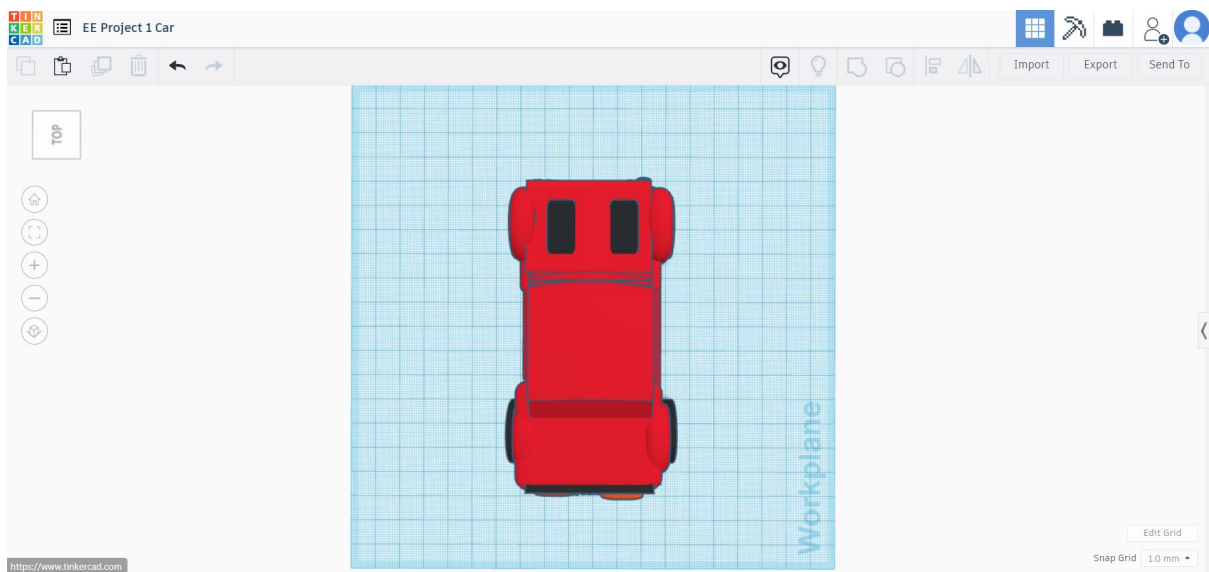 TIN
KER
CAD
EE Project 1 Car
Import
Export
Send To
TOP
Workplane
Edit Grid
Snap Grid
1.0 mm
https://www.tinkercad.com